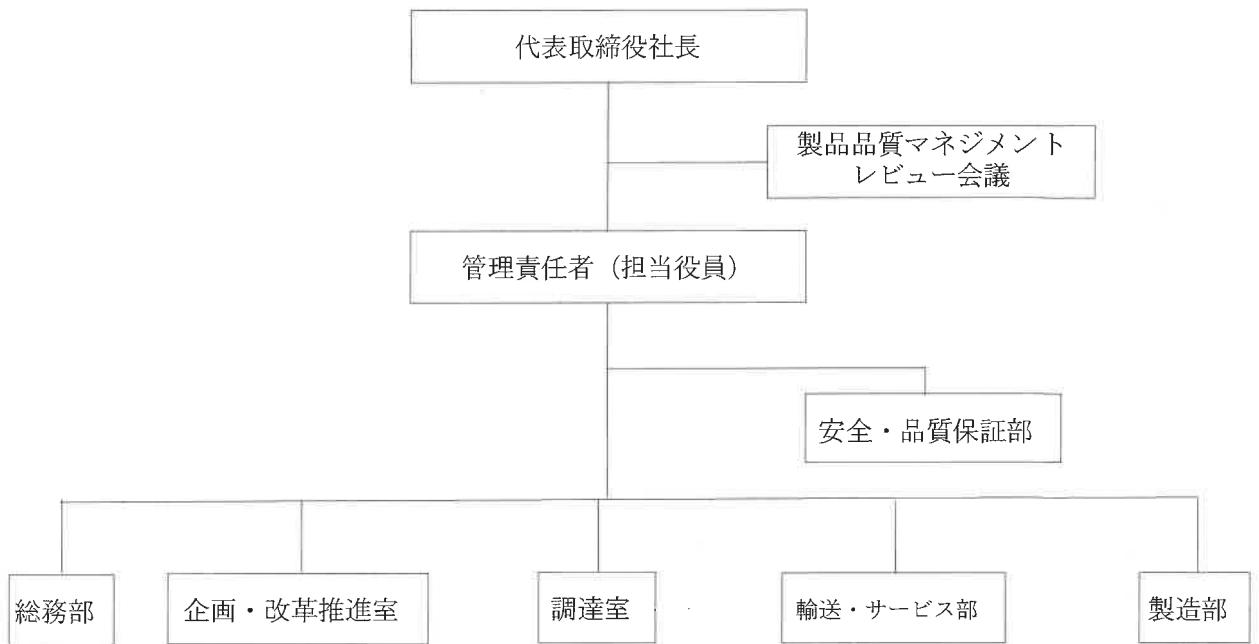 代表取締役社長
製品品質マネジメント
レビュー会議
管理責任者（担当役員）
安全・品質保証部
総務部
企画・改革推進室
調達室
輸送・サービス部
製造部